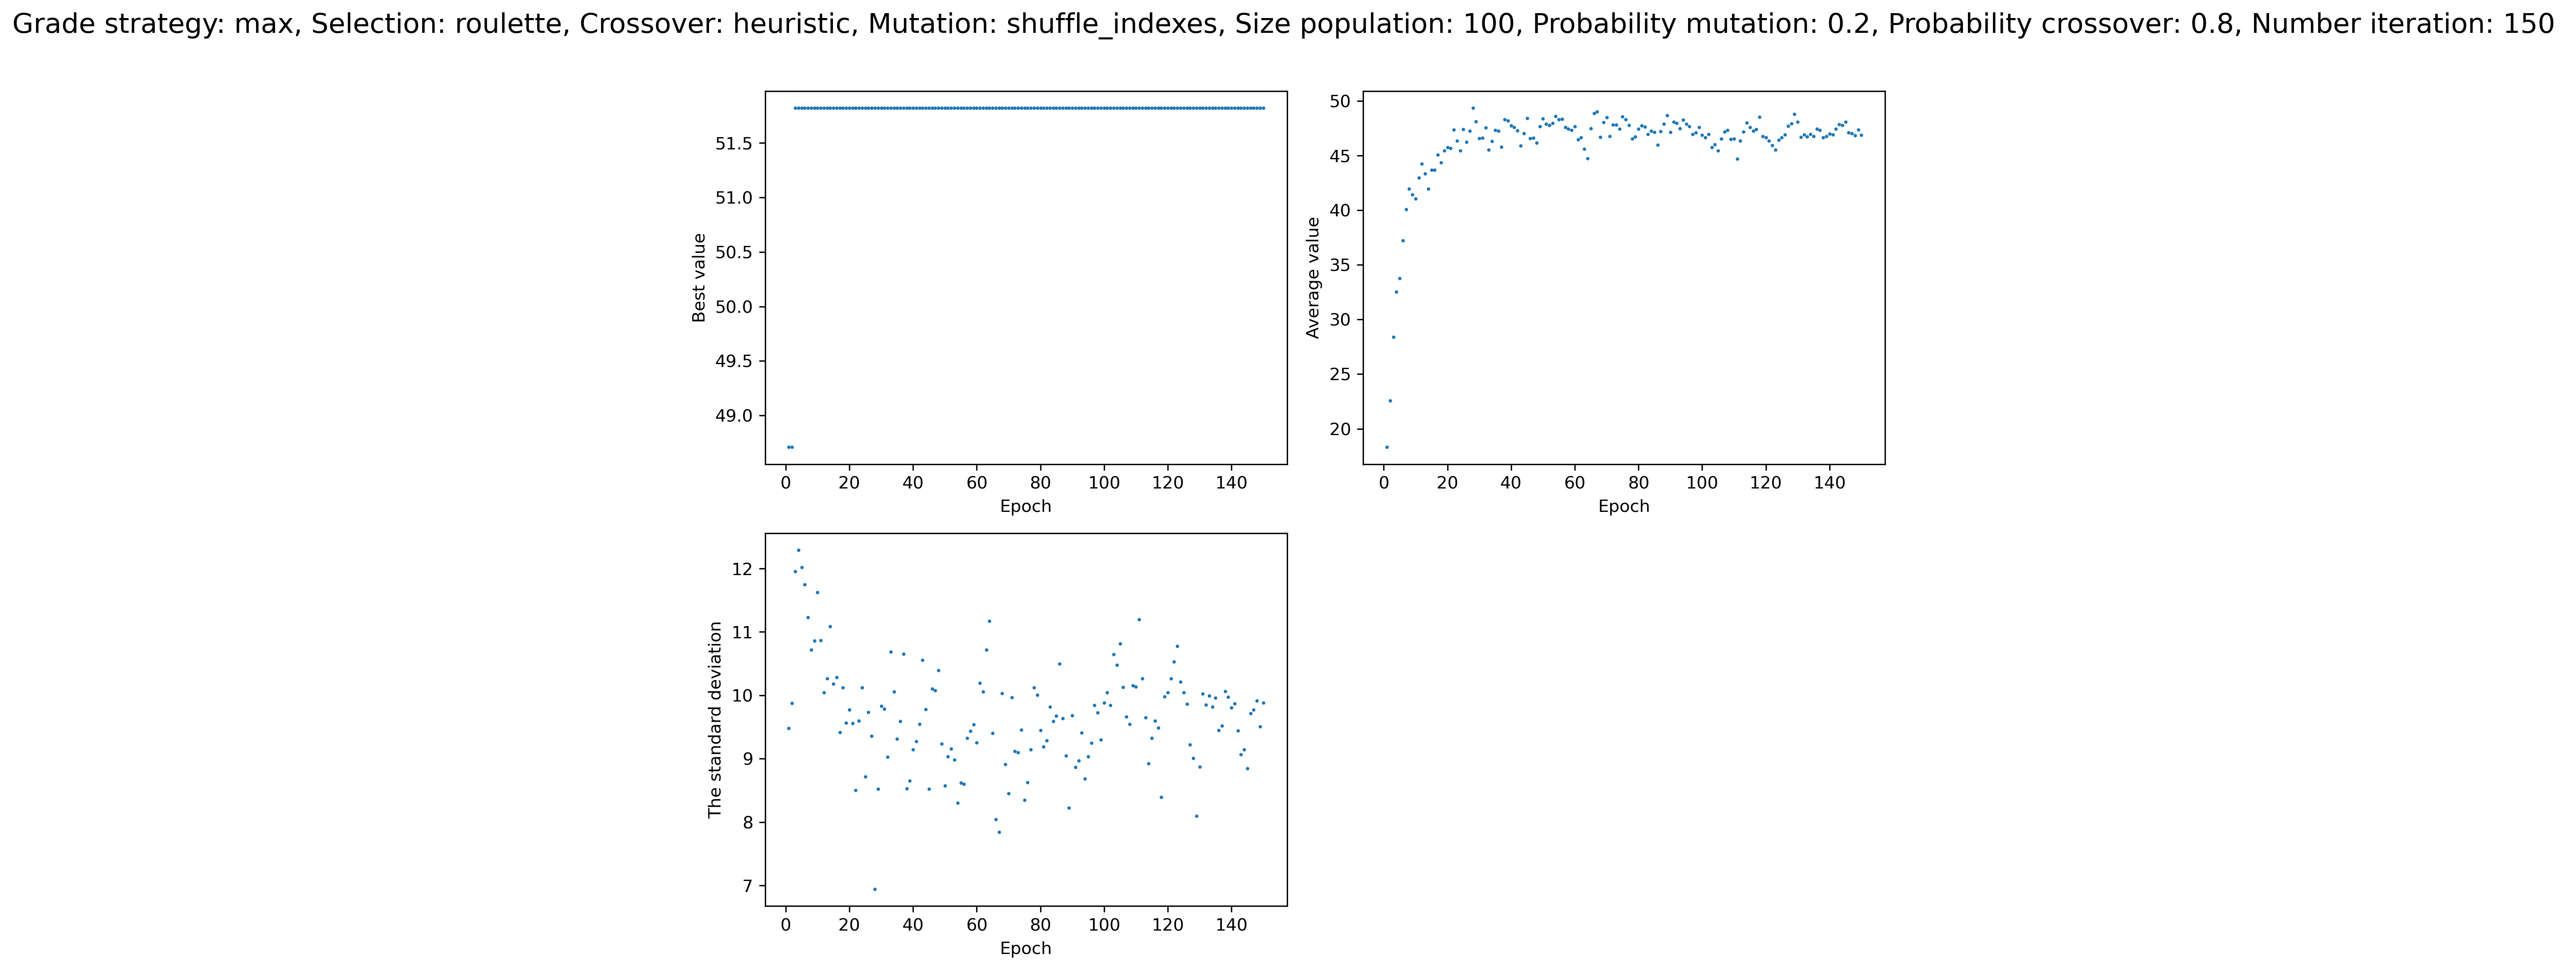 Grade strategy: max, Selection: roulette, Crossover: heuristic, Mutation: shuffle_indexes, Size population: 100, Probability mutation: 0.2, Probability crossover: 0.8, Number iteration: 150
Best value
51.5
51.0
50.5
50.0
49.5
49.0
0 20 40 60 80 100 120 140
Epoch
Average value
50
45
40
35
30
25
20
0 20 40 60 80 100 120 140
Epoch
The standard deviation
12
11
10
9
8
7
0 20 40 60 80 100 120 140
Epoch